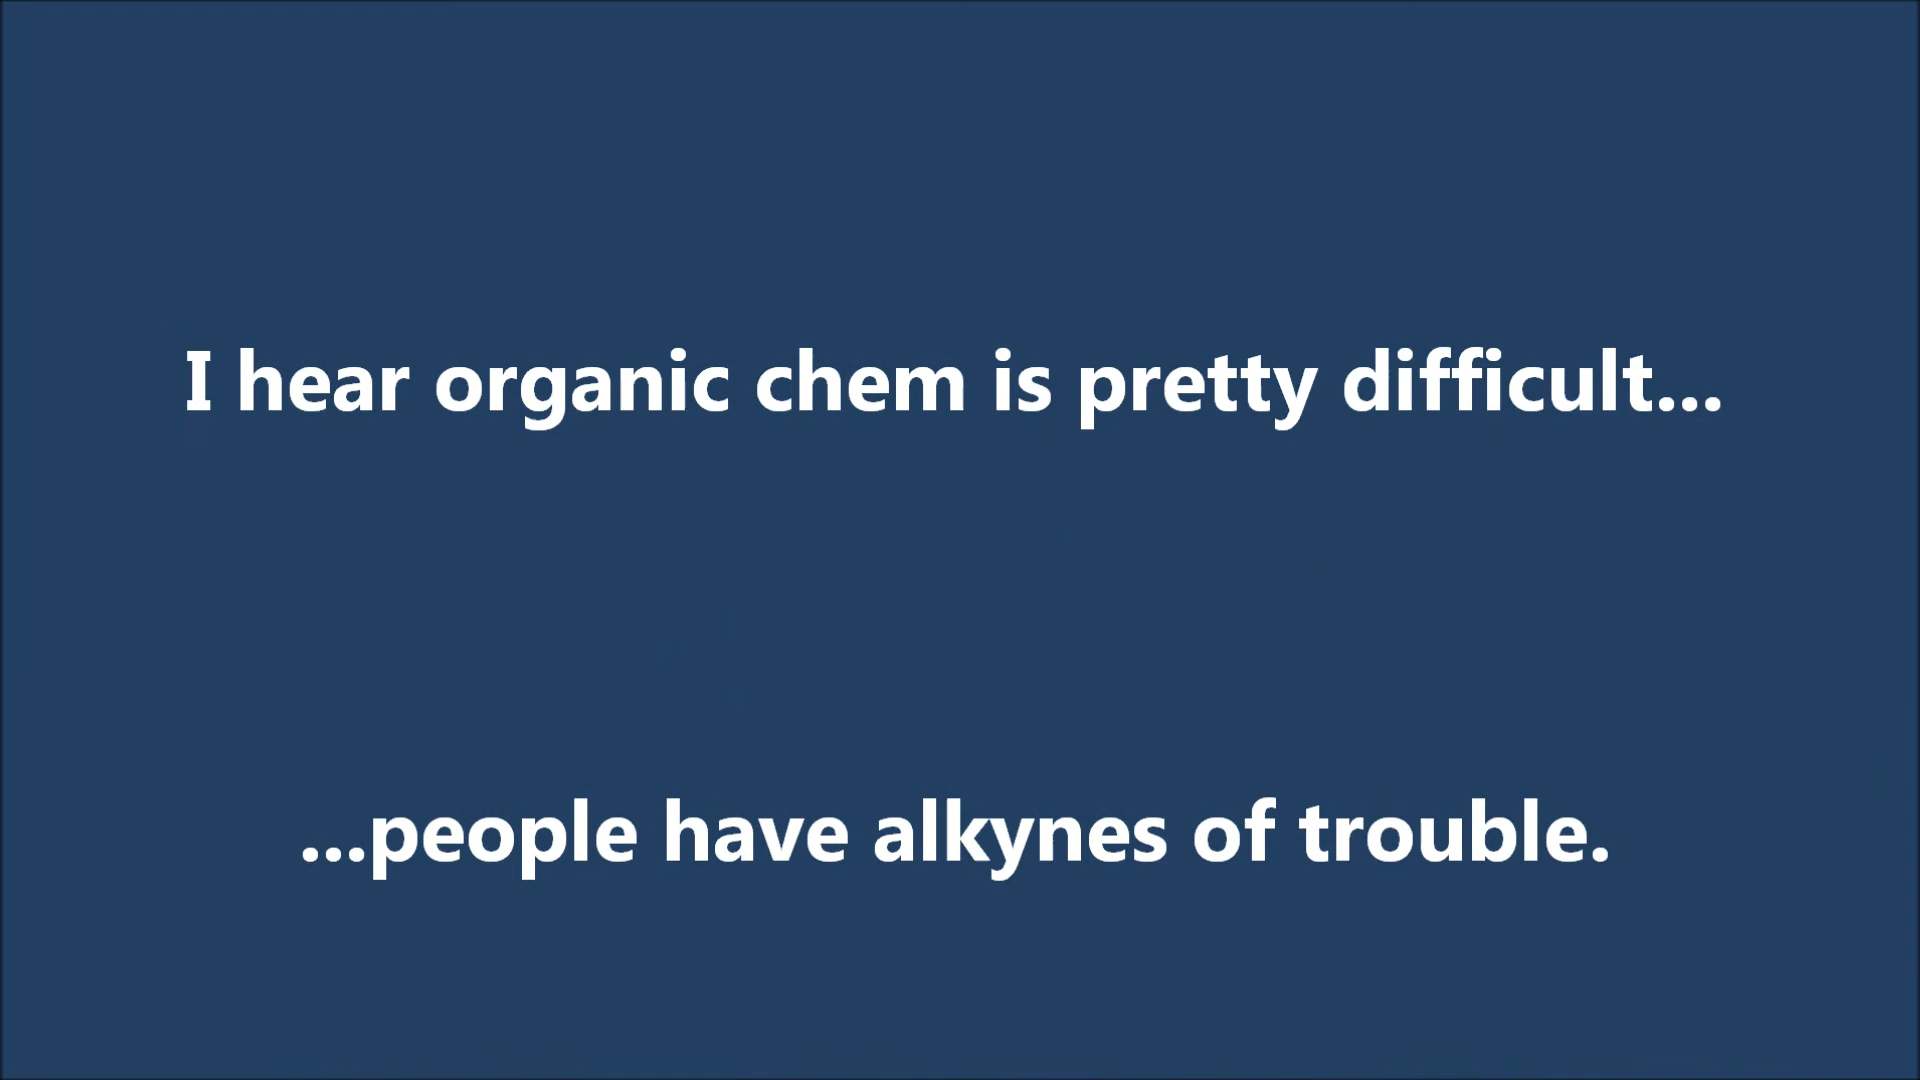 I hear organic chem is pretty difficult...
...people have alkynes of trouble.